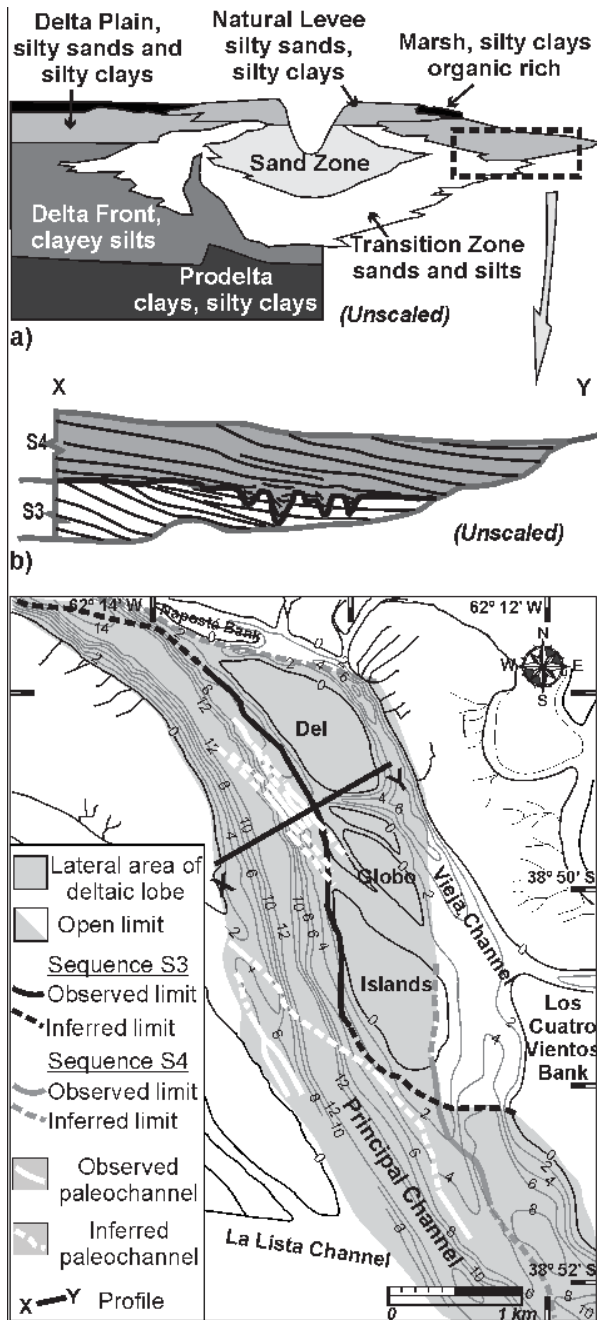 Delta Plain,
silty sands and
silty clays
Natural Levee
silty sands,
silty clays
Marsh, silty clays
organic rich
Sand Zone
Delta Front,
clayey silts
Transition Zone
sands and silts
Prodelta
clays, silty clays
(Unscaled)
a)
X
Y
S4
S3
(Unscaled)
b)
62° 14' W
62° 12' W
Naposta Bank
N
W
E
S
Del
Y
X
Globo
38° 50' S
Vieja Channel
Islands
Los
Cuatro
Vientos
Bank
Principal Channel
La Lista Channel
38° 52' S
0
1 km
Lateral area of
deltaic lobe
Open limit
Sequence S3
Observed limit
Inferred limit
Sequence S4
Observed limit
Inferred limit
Observed
paleochannel
Inferred
paleochannel
X
Y
Profile